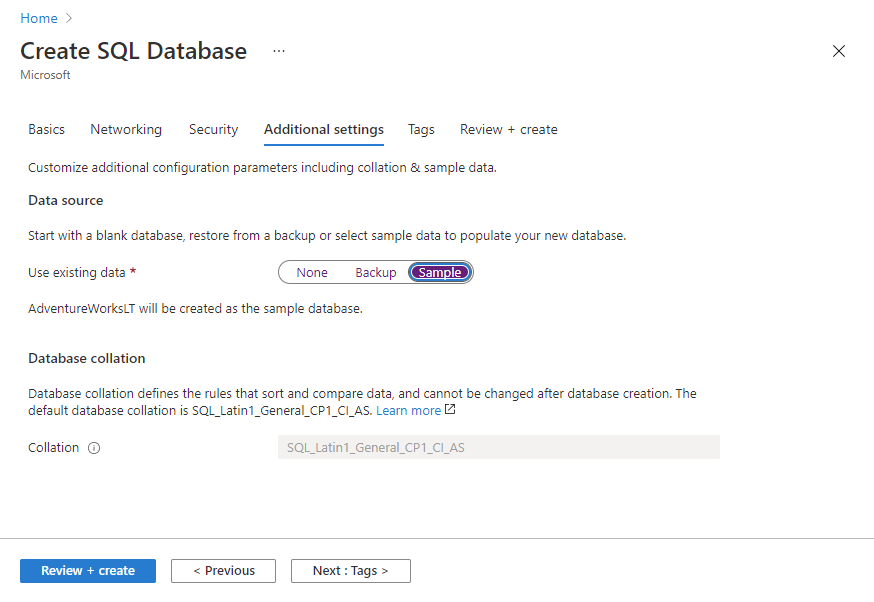 Home >
Create SQL Database ...
Microsoft
Basics Networking Security Additional settings Tags Review + create
Customize additional configuration parameters including collation & sample data.
Data source
Start with a blank database, restore from a backup or select sample data to populate your new database.
Use existing data * None Backup Sample
AdventureWorksLT will be created as the sample database.
Database collation
Database collation defines the rules that sort and compare data, and cannot be changed after database creation. The
default database collation is SQL_Latin1_General_CP1_CI_AS. Learn more
Collation SQL_Latin1_General_CP1_CI_AS
Review + create < Previous Next : Tags >